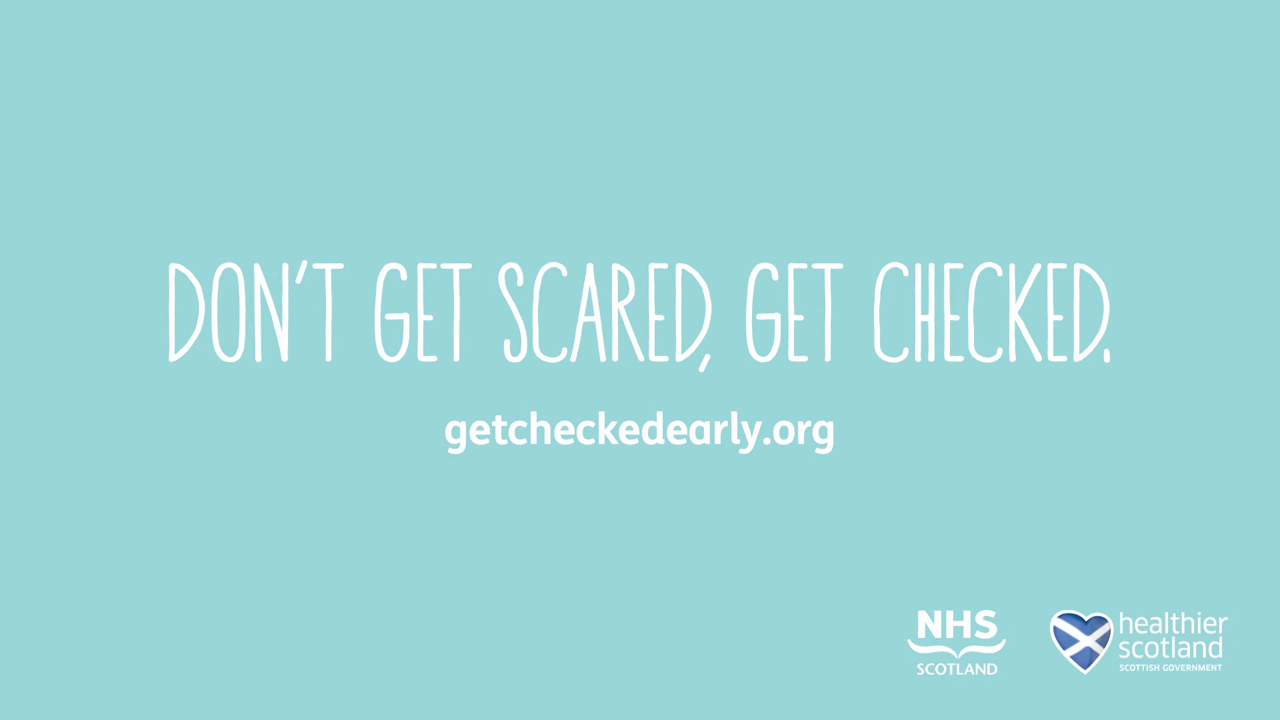 DON'T GET SCARED, GET CHECKED.
getcheckedearly.org
NHS
SCOTLAND
healthier
scotland
SCOTTISH GOVERNMENT